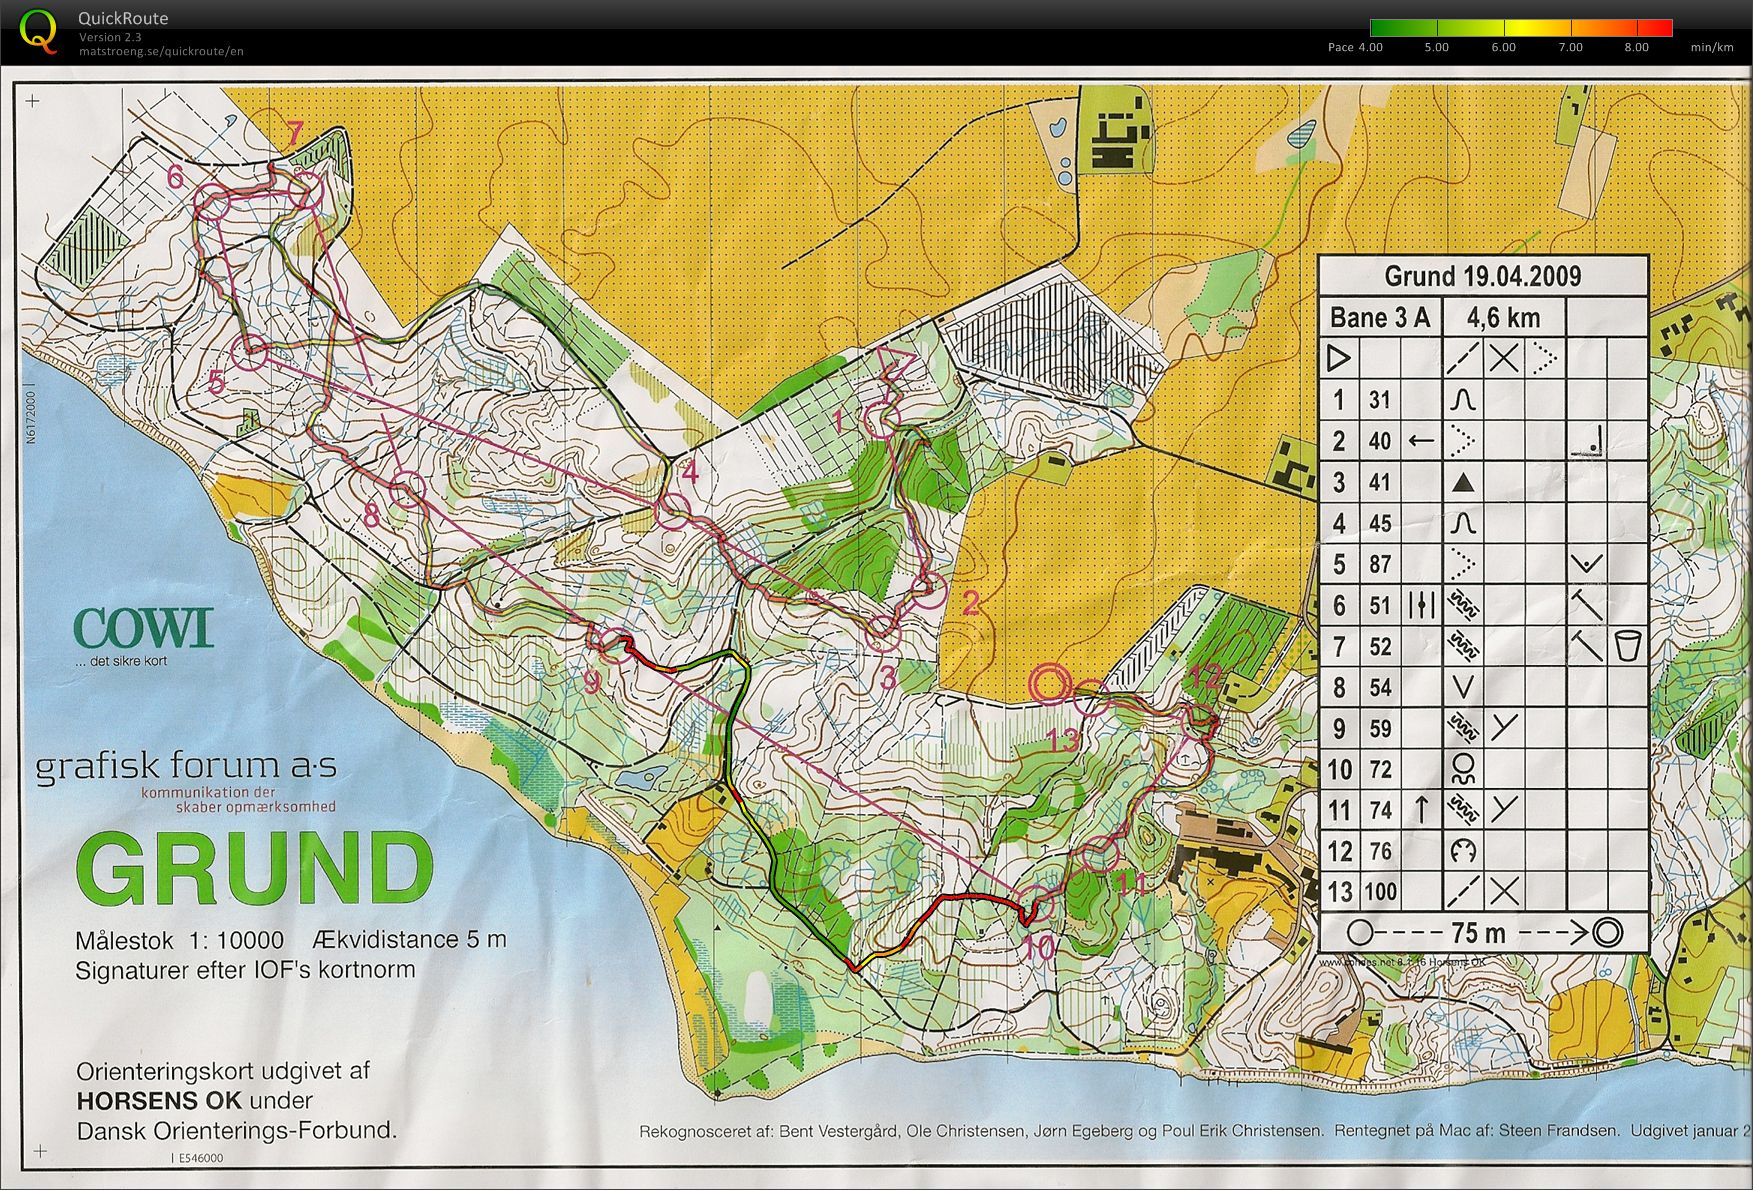 QuickRoute
Version 2.3
matstroeng.se/quickroute/en
Pace 4.00 5.00 6.00 7.00 8.00 min/km
7
6
5
4
1
8
2
3
9
12
13
11
10
N6172000
Grund 19.04.2009
Bane 3 A 4,6 km
1 31
2 40
3 41
4 45
5 87
6 51
7 52
8 54
9 59
10 72
11 74
12 76
13 100
75 m
www.condes.net 8.1.16 Horsens OK
COWI
... det sikre kort
grafisk forum a·s
kommunikation der
skaber opmærksomhed
GRUND
Målestok 1: 10000 Ækvidistance 5 m
Signaturer efter IOF's kortnorm
Orienteringskort udgivet af
HORSENS OK under
Dansk Orienterings-Forbund.
E546000
Rekognosceret af: Bent Vestergård, Ole Christensen, Jørn Egeberg og Poul Erik Christensen. Rentegnet på Mac af: Steen Frandsen. Udgivet januar 2